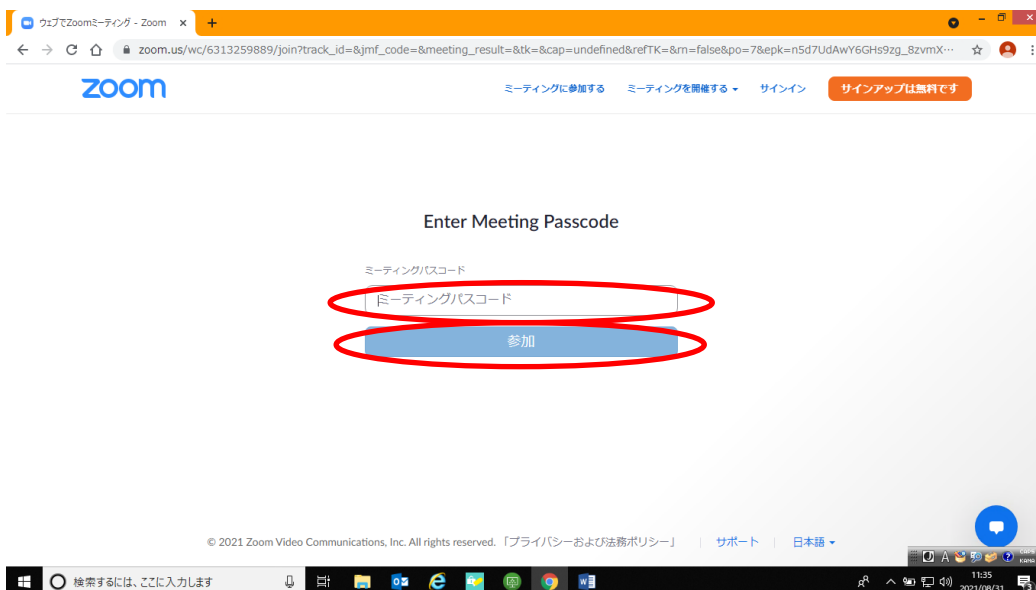 ウェブでZoomミーティング - Zoom
zoom.us/wc/6313259889/join?track_id=&jmf_code=&meeting_result=&tk=&cap=undefined&refTK=&rn=false&po=7&epk=n5d7UdAwY6GHs9zg_8zvmX…
zoom
ミーティングに参加する ミーティングを開催する サインイン サインアップは無料です
Enter Meeting Passcode
ミーティングパスコード
ミーティングパスコード
参加
© 2021 Zoom Video Communications, Inc. All rights reserved. 「プライバシーおよび法務ポリシー」 | サポート | 日本語
A CAPS
KANA
検索するには、ここに入力します
11:35
2021/08/31